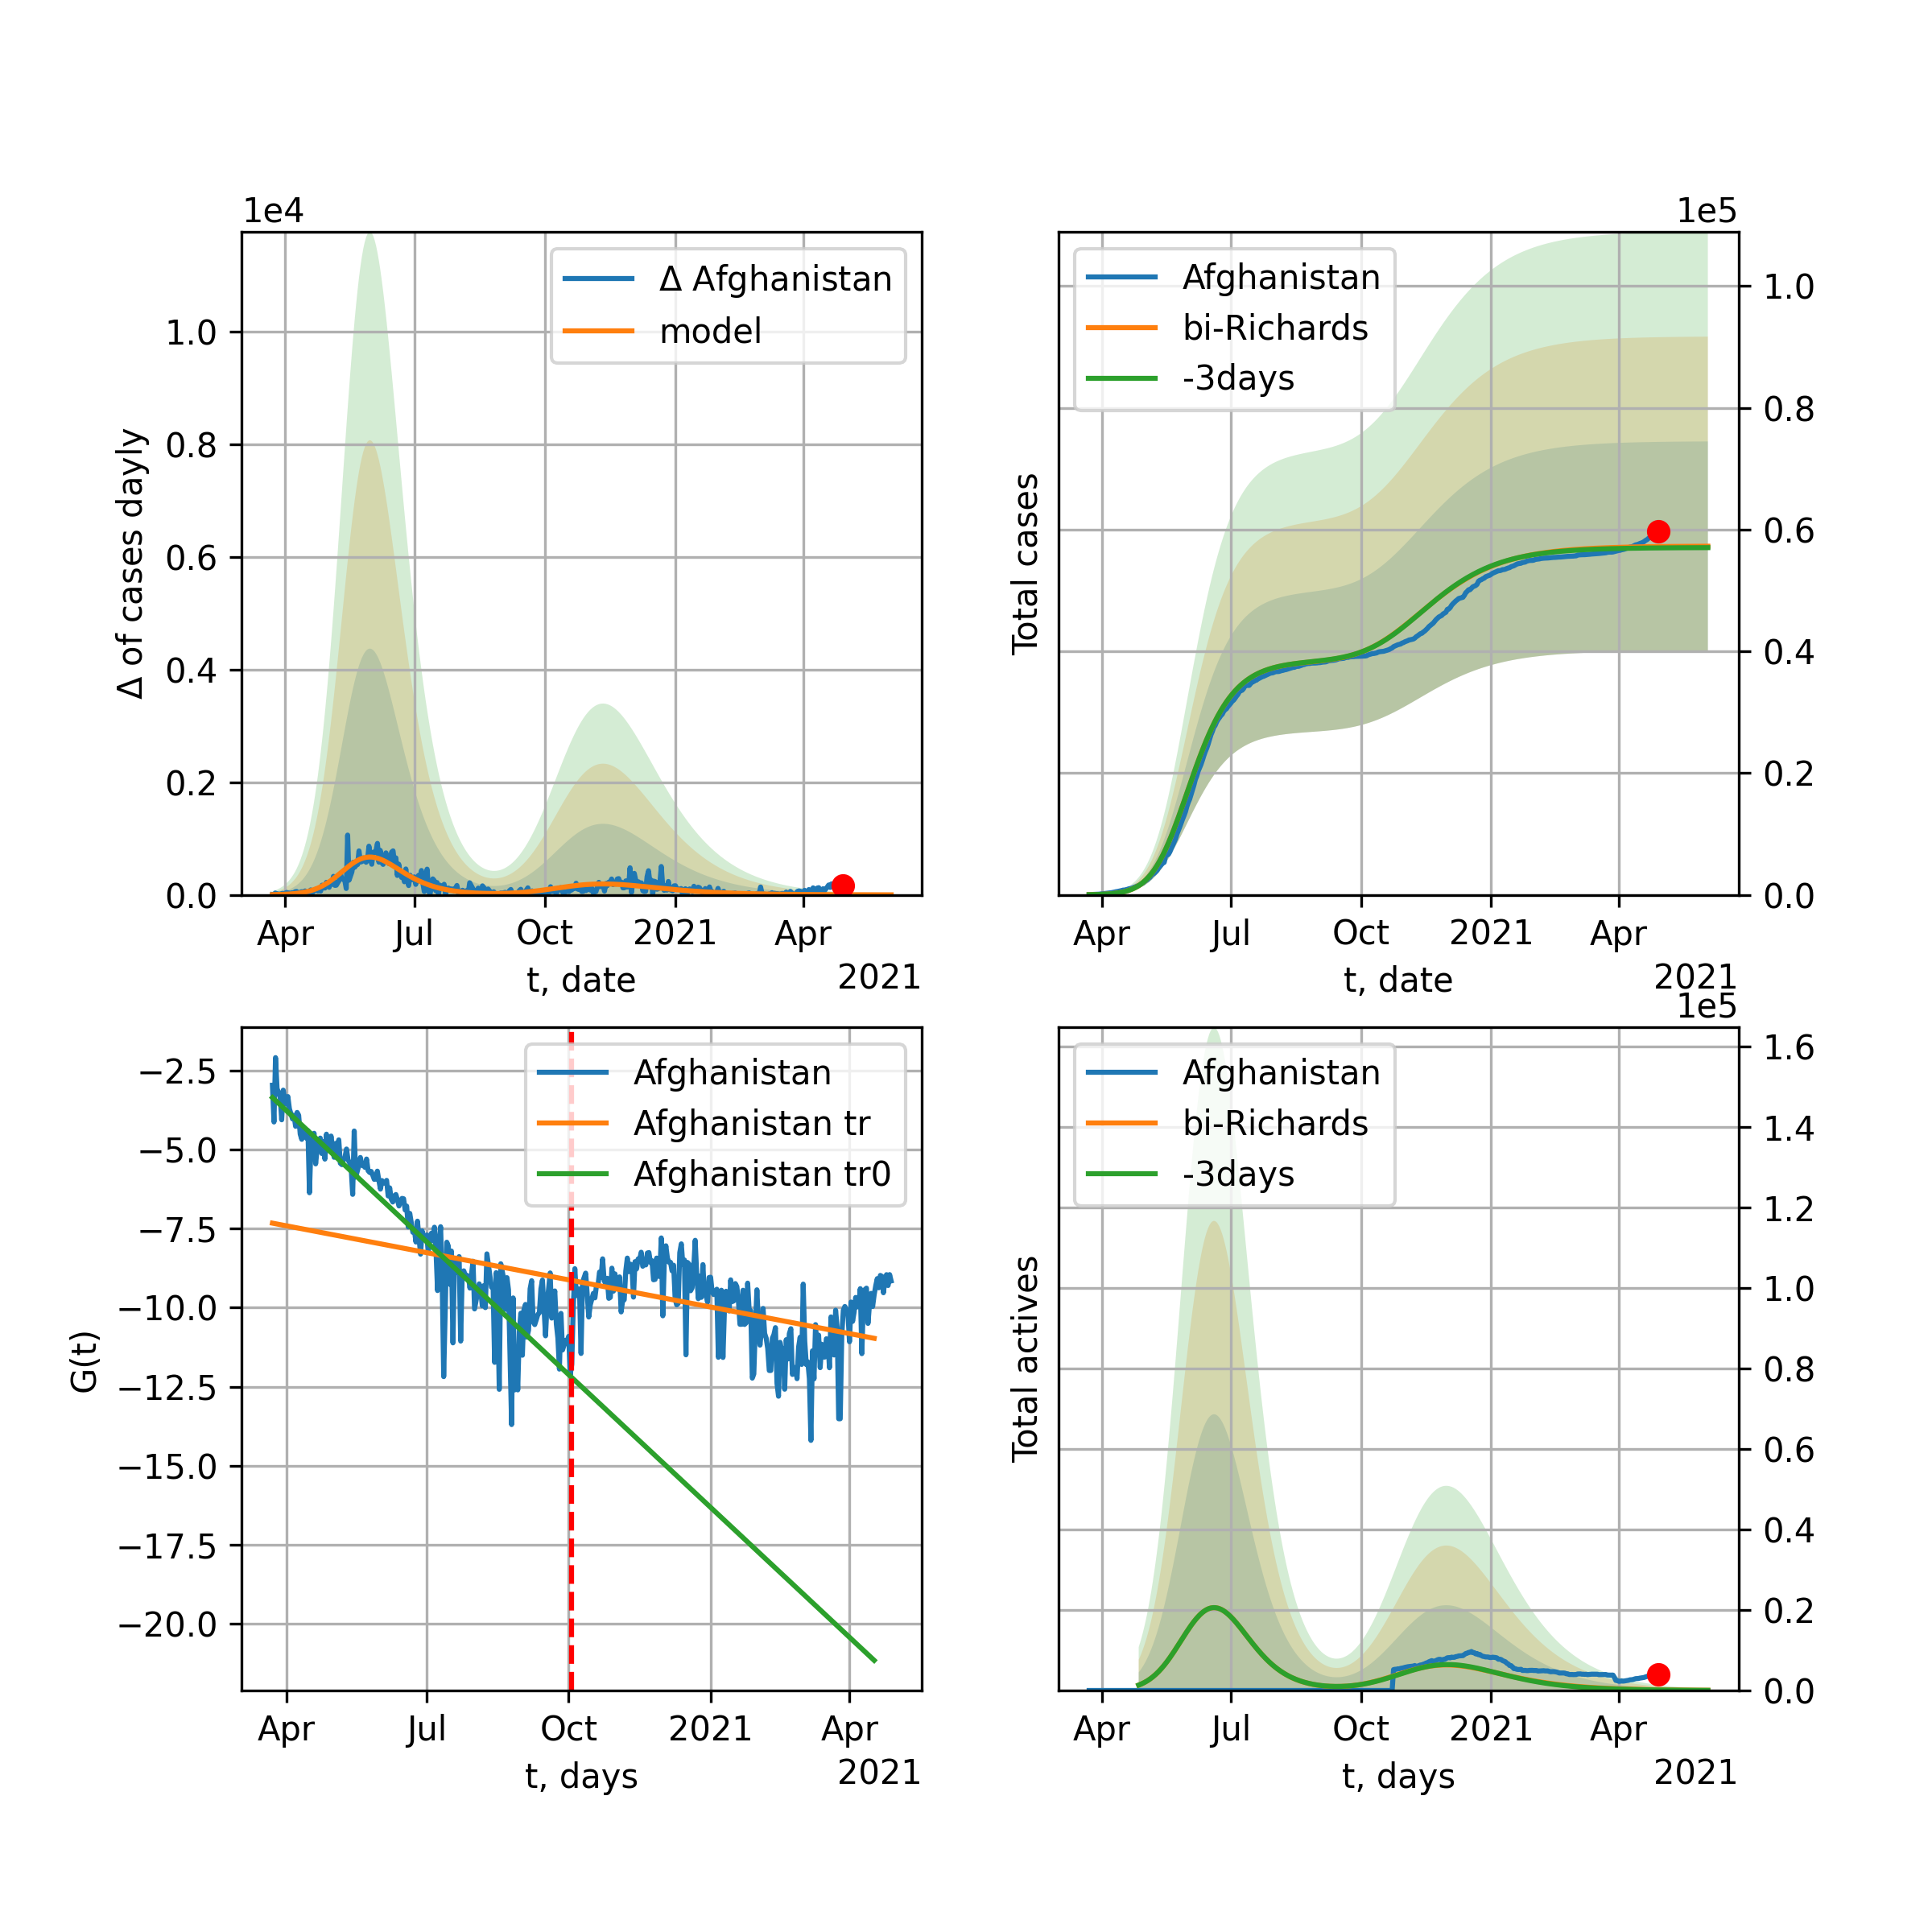 1e4
Δ Afghanistan
model
1.0
0.8
0.6
0.4
0.2
0.0
Δ of cases dayly
Apr
Jul
Oct
2021
Apr
t, date
2021
1e5
Afghanistan
bi-Richards
-3days
1.0
0.8
0.6
0.4
0.2
0.0
Total cases
Apr
Jul
Oct
2021
Apr
t, date
2021
Afghanistan
Afghanistan tr
Afghanistan tr0
−2.5
−5.0
−7.5
−10.0
−12.5
−15.0
−17.5
−20.0
G(t)
Apr
Jul
Oct
2021
Apr
t, days
2021
1e5
Afghanistan
bi-Richards
-3days
1.6
1.4
1.2
1.0
0.8
0.6
0.4
0.2
0.0
Total actives
Apr
Jul
Oct
2021
Apr
t, days
2021